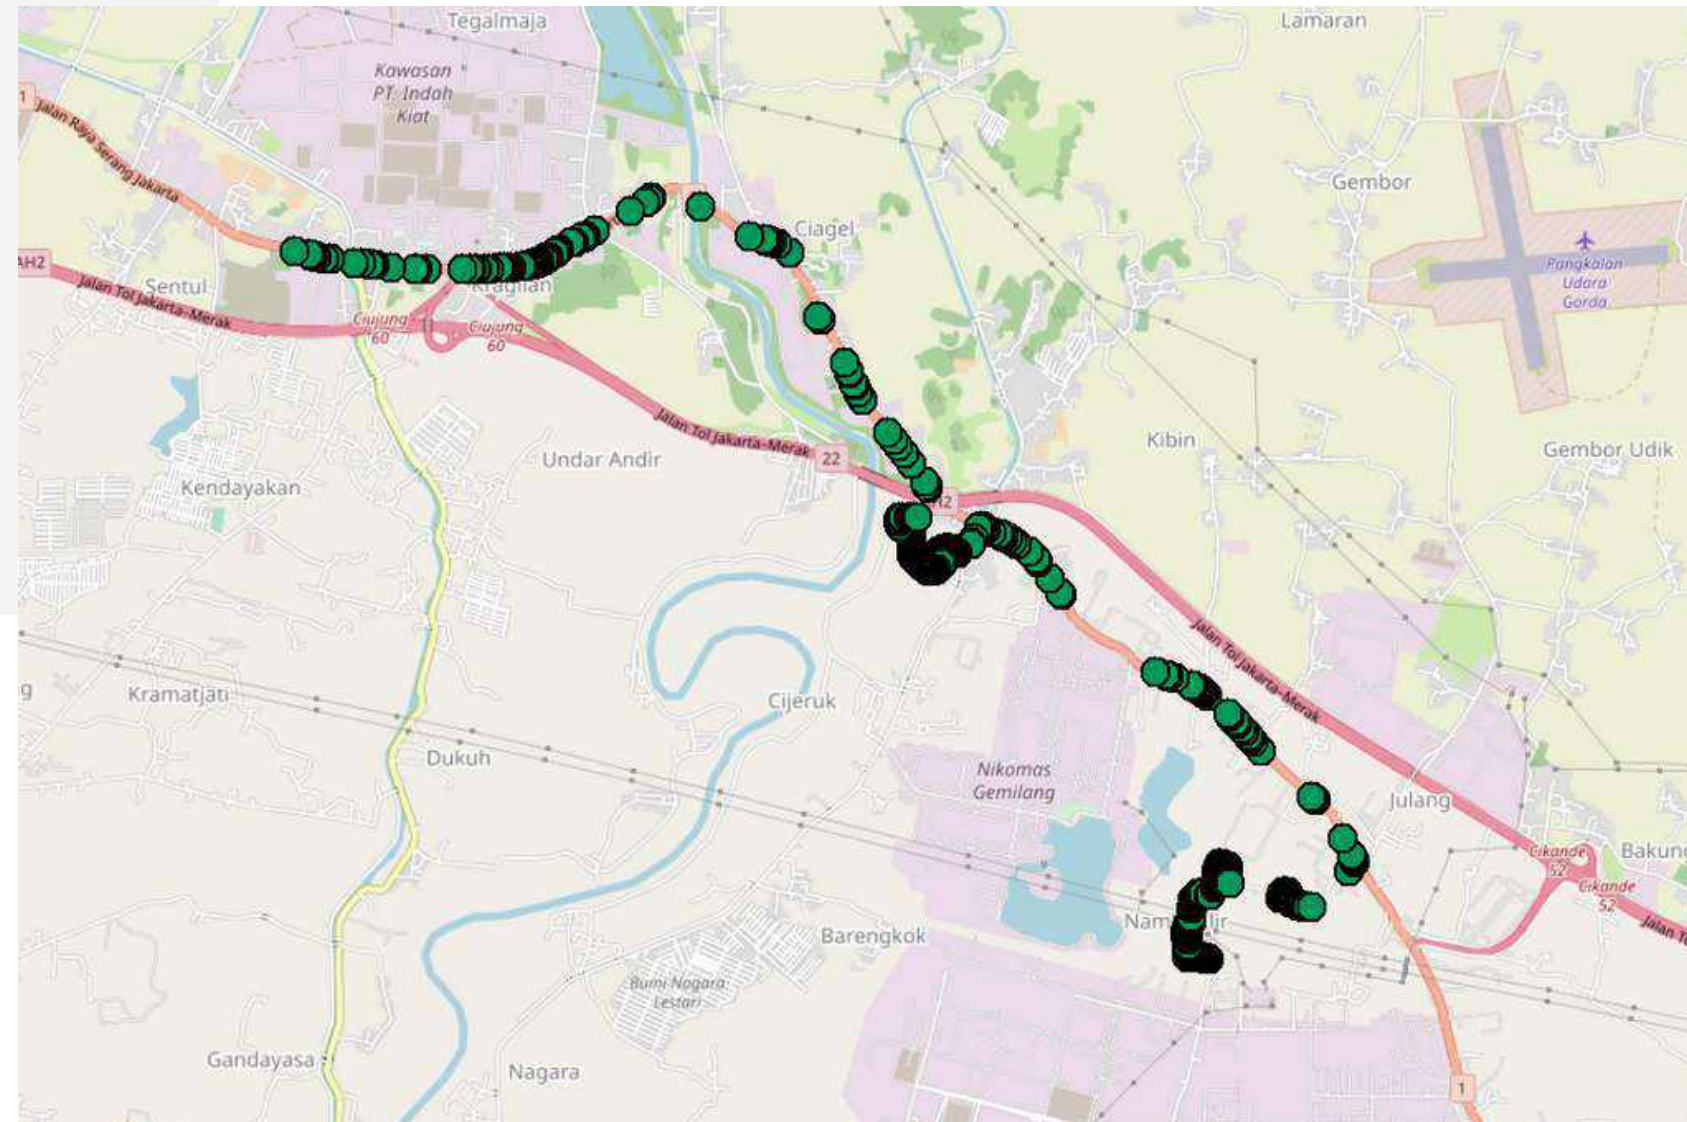 Tegalmaja
Lamaran
Kawasan
PT. Indah
Kiat
1
Jalan Raya Serang Jakarta
Gembor
Ciagel
Pangkalan
Udara
Gorda
AH2
Sentul
Kragilan
Jalan Tol Jakarta-Merak
Ciujung
60
Ciujung
60
Jalan Tol Jakarta-Merak
22
Undar Andir
Kibin
Gembor Udik
Kendayakan
Jalan Tol Jakarta-Merak
Kramatjati
Cijeruk
Dukuh
Nikomas
Gemilang
Julang
Cikande
52
Cikande
52
Barengkok
Bumi Nagara
Lestari
Gandayasa
Nagara
1